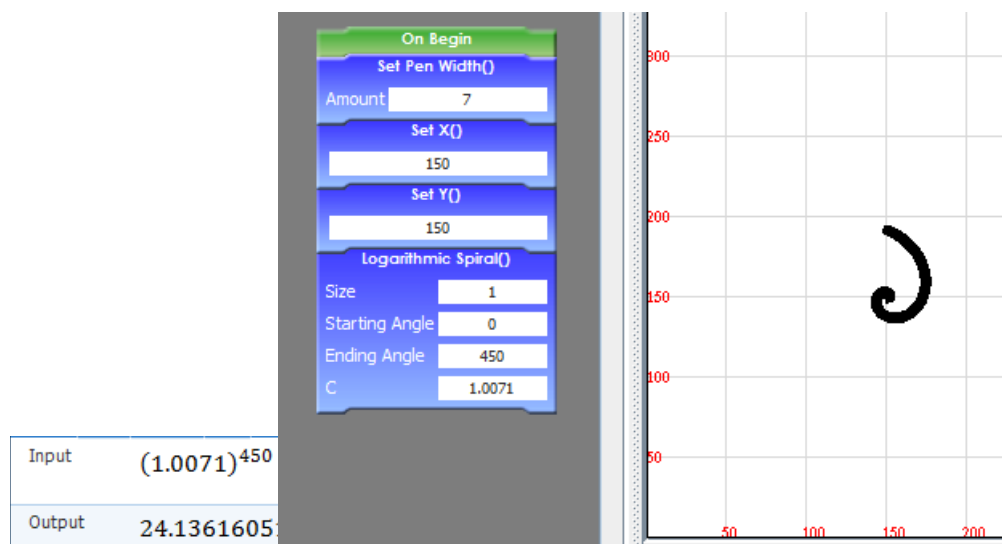 On Begin
Set Pen Width()
Amount 7
Set X()
150
Set Y()
150
Logarithmic Spiral()
Size 1
Starting Angle 0
Ending Angle 450
C 1.0071
Input (1.0071)^450
Output 24.13616051
300
250
200
150
100
50
50 100 150 200